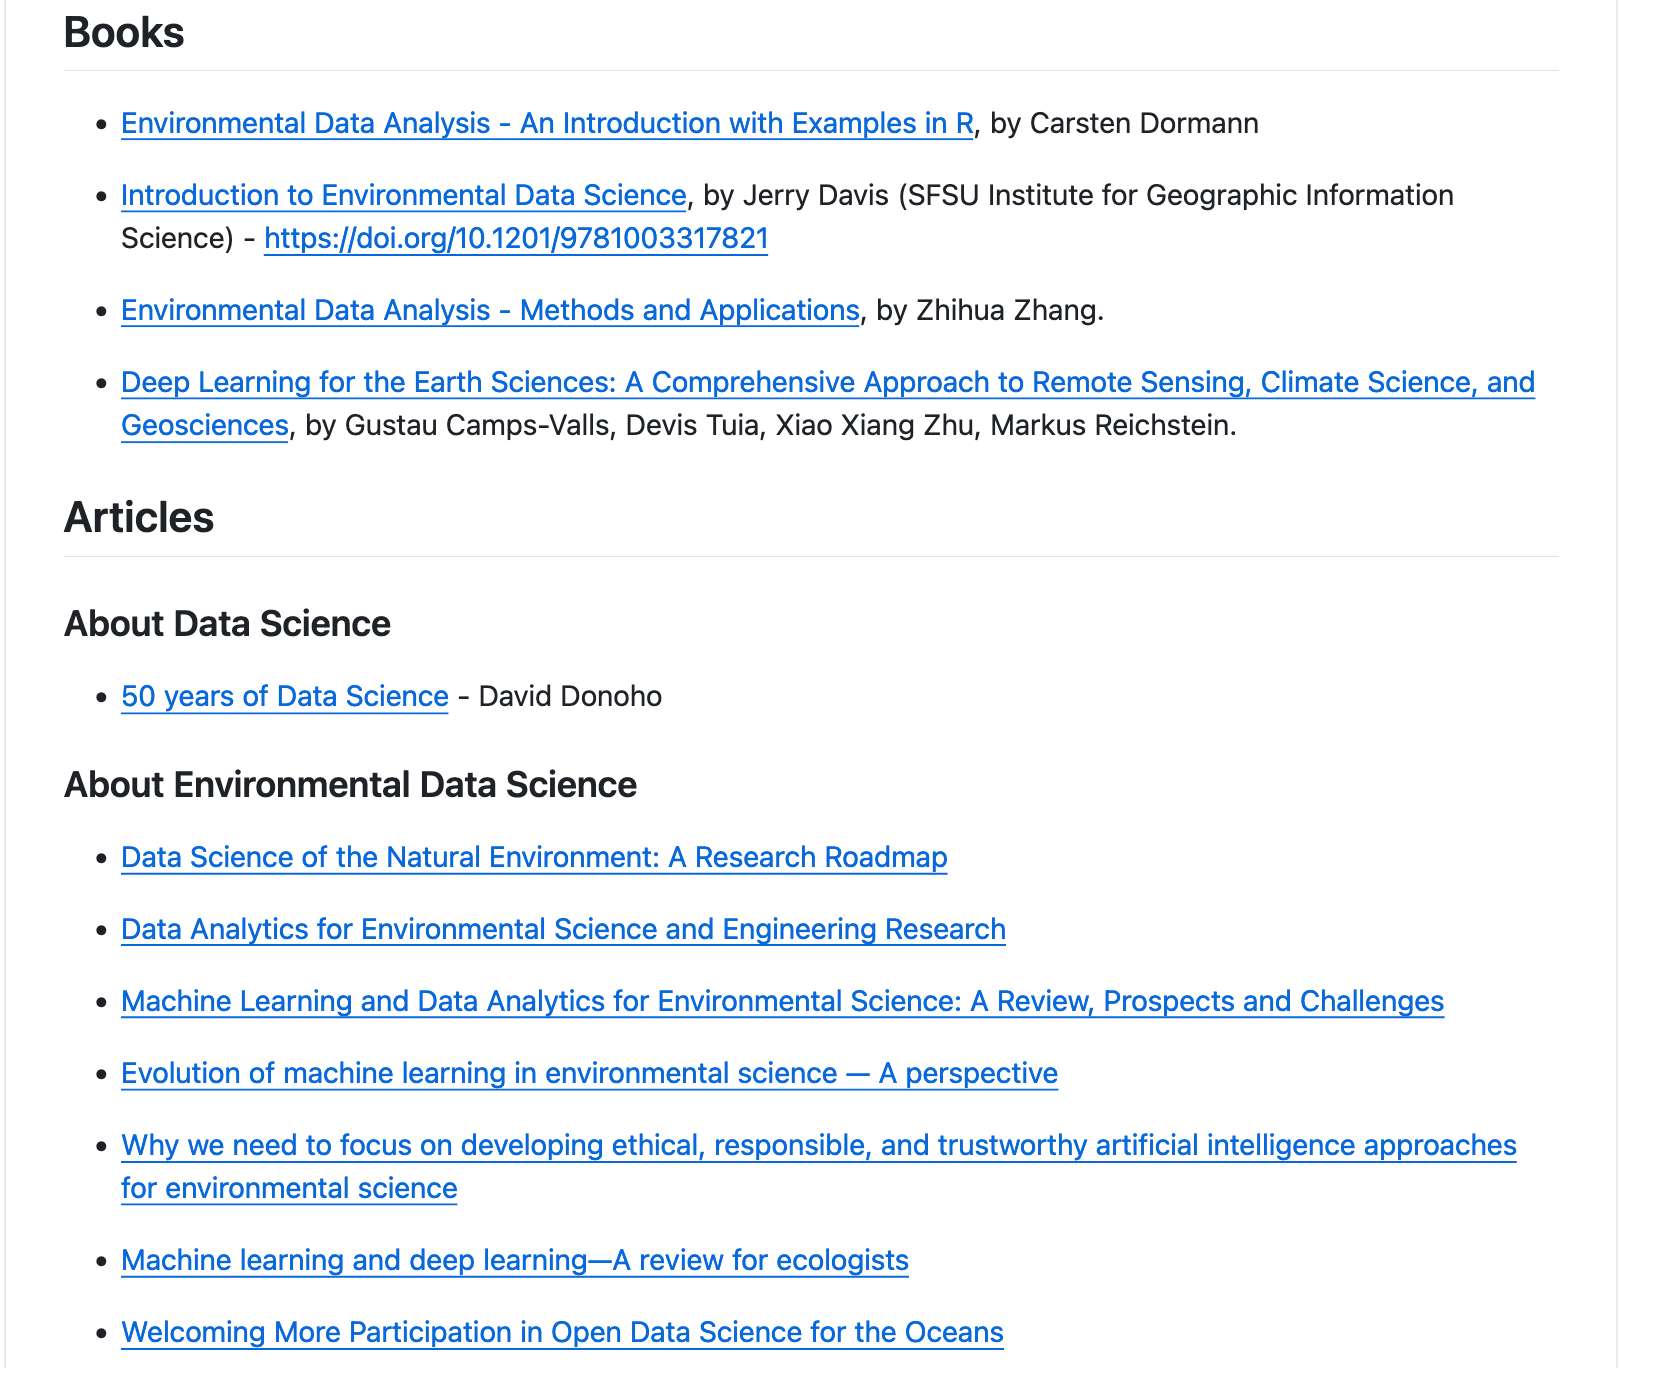 Books
Environmental Data Analysis - An Introduction with Examples in R, by Carsten Dormann
Introduction to Environmental Data Science, by Jerry Davis (SFSU Institute for Geographic Information
Science) - https://doi.org/10.1201/9781003317821
Environmental Data Analysis - Methods and Applications, by Zhihua Zhang.
Deep Learning for the Earth Sciences: A Comprehensive Approach to Remote Sensing, Climate Science, and
Geosciences, by Gustau Camps-Valls, Devis Tuia, Xiao Xiang Zhu, Markus Reichstein.
Articles
About Data Science
50 years of Data Science - David Donoho
About Environmental Data Science
Data Science of the Natural Environment: A Research Roadmap
Data Analytics for Environmental Science and Engineering Research
Machine Learning and Data Analytics for Environmental Science: A Review, Prospects and Challenges
Evolution of machine learning in environmental science — A perspective
Why we need to focus on developing ethical, responsible, and trustworthy artificial intelligence approaches
for environmental science
Machine learning and deep learning—A review for ecologists
Welcoming More Participation in Open Data Science for the Oceans